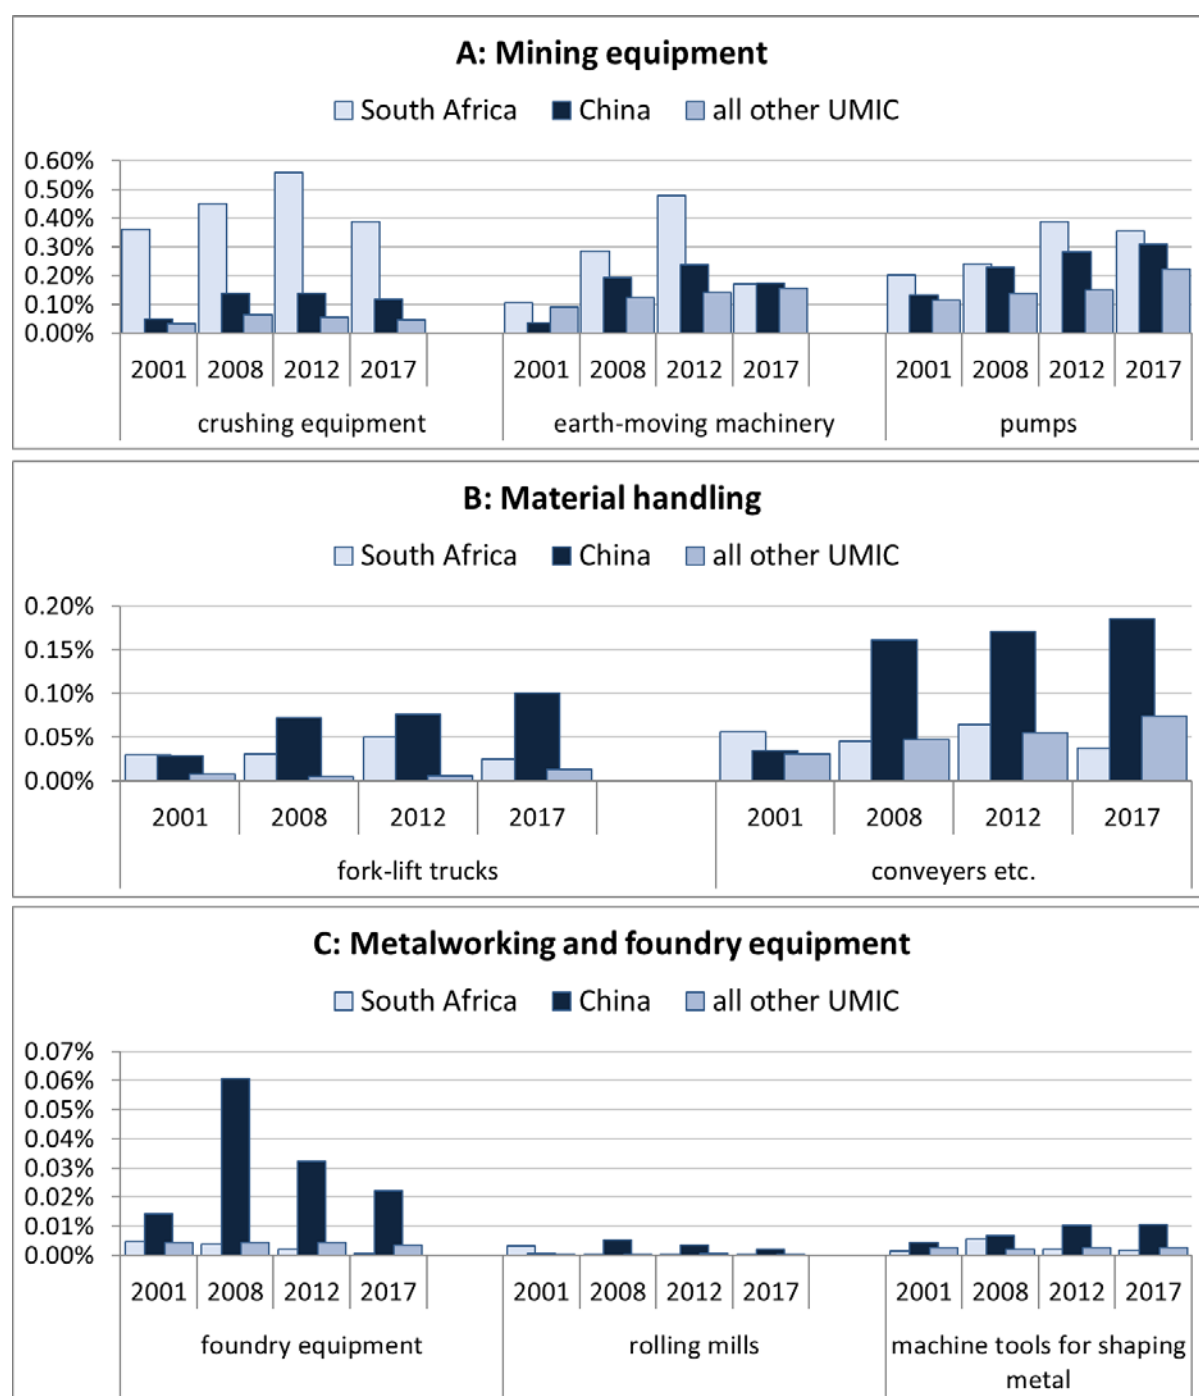 A: Mining equipment
South Africa China all other UMIC
0.60%
0.50%
0.40%
0.30%
0.20%
0.10%
0.00%
2001 2008 2012 2017 2001 2008 2012 2017 2001 2008 2012 2017
crushing equipment earth-moving machinery pumps
B: Material handling
South Africa China all other UMIC
0.20%
0.15%
0.10%
0.05%
0.00%
2001 2008 2012 2017 2001 2008 2012 2017
fork-lift trucks conveyers etc.
C: Metalworking and foundry equipment
South Africa China all other UMIC
0.07%
0.06%
0.05%
0.04%
0.03%
0.02%
0.01%
0.00%
2001 2008 2012 2017 2001 2008 2012 2017 2001 2008 2012 2017
foundry equipment rolling mills machine tools for shaping
metal